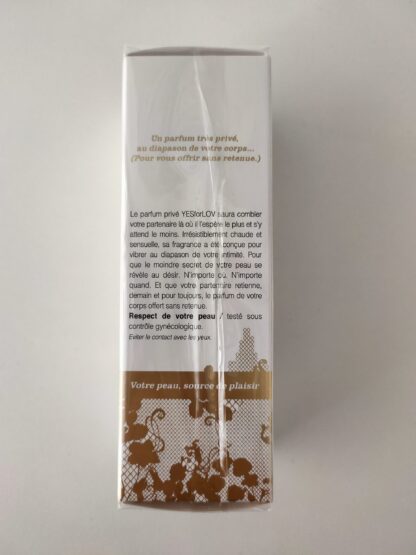 Un parfum très privé,
au diapason de votre corps...
(Pour vous offrir sans retenue.)
Le parfum privé YESforLOV saura combler
votre partenaire là où il l'espère le plus et s'y
attend le moins. Irrésistiblement chaude et
sensuelle, sa fragrance a été conçue pour
vibrer au diapason de votre intimité. Pour
que le moindre secret de votre peau se
révèle au désir. N'importe où. N'importe
quand. Et que votre partenaire retienne,
demain et pour toujours, le parfum de votre
corps offert sans retenue.
Respect de votre peau / testé sous
contrôle gynécologique.
Eviter le contact avec les yeux.
Votre peau, source de plaisir